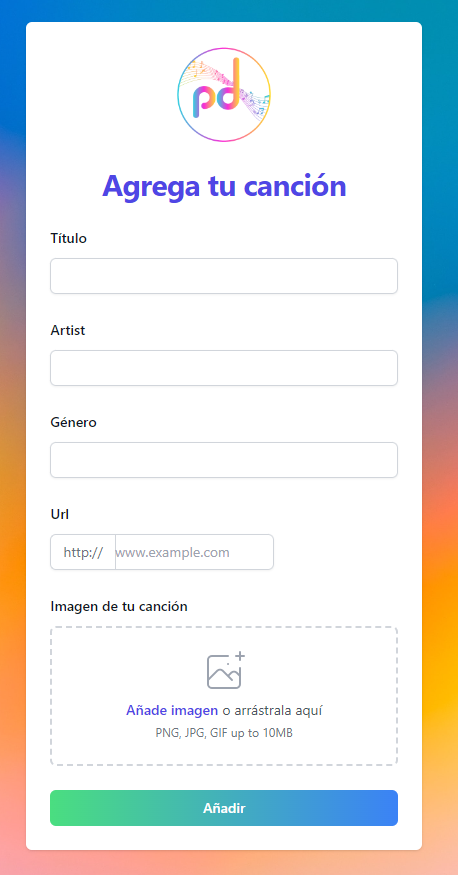 pd
Agrega tu canción
Título
Artist
Género
Url
http:// www.example.com
Imagen de tu canción
Añade imagen o arrástrala aquí
PNG, JPG, GIF up to 10MB
Añadir